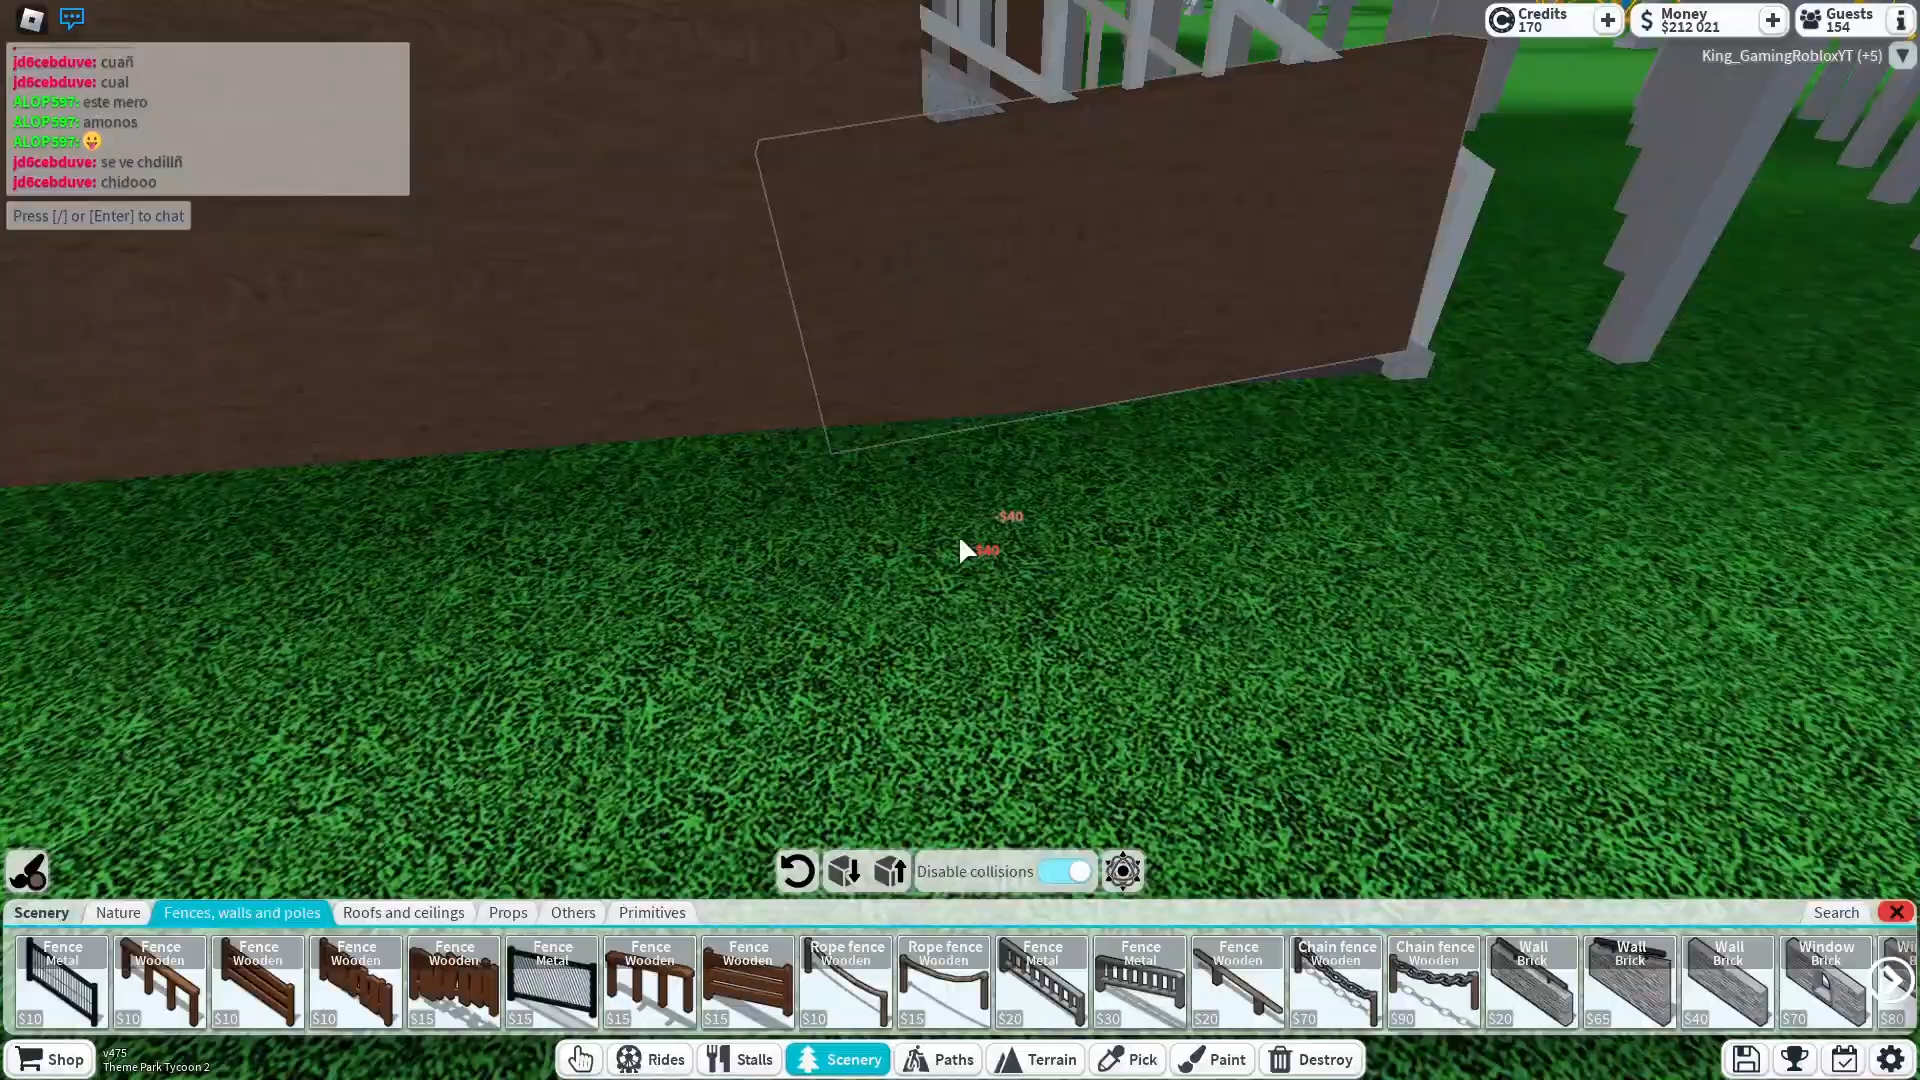 Credits
170
Money
$212 021
Guests
154
King_GamingRobloxYT (+5)
jd6cebduve: cuañ
jd6cebduve: cual
ALOP597: este mero
ALOP597: amonos
ALOP597: 😛
jd6cebduve: se ve chdillñ
jd6cebduve: chidooo
Press [/] or [Enter] to chat
-$40
-$40
Disable collisions
Scenery Nature Fences, walls and poles Roofs and ceilings Props Others Primitives Search
Fence Metal $10
Fence Wooden $10
Fence Wooden $10
Fence Wooden $10
Fence Wooden $15
Fence Metal $15
Fence Wooden $15
Fence Wooden $15
Rope fence Wooden $10
Rope fence Wooden $15
Fence Metal $20
Fence Metal $30
Fence Wooden $20
Chain fence Wooden $70
Chain fence Wooden $90
Wall Brick $20
Wall Brick $65
Wall Brick $40
Window Brick $70
$80
Shop
v475
Theme Park Tycoon 2
Rides Stalls Scenery Paths Terrain Pick Paint Destroy